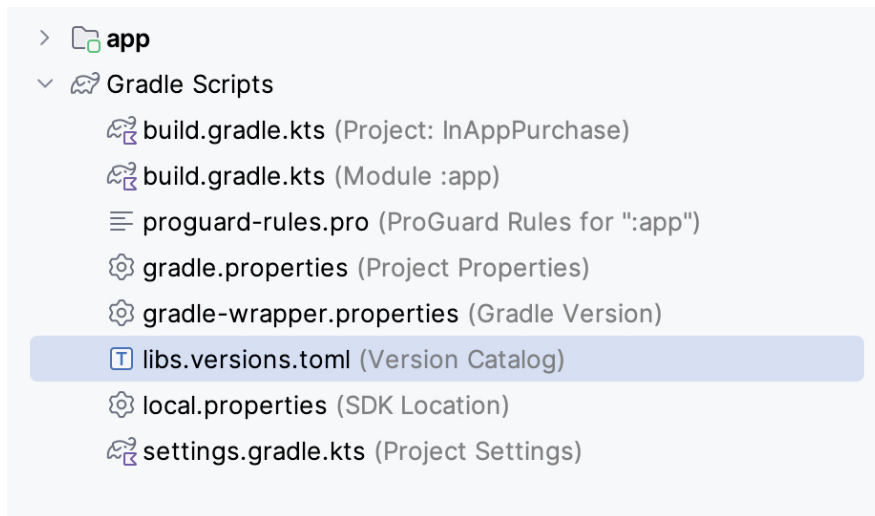 app
Gradle Scripts
build.gradle.kts (Project: InAppPurchase)
build.gradle.kts (Module :app)
proguard-rules.pro (ProGuard Rules for ":app")
gradle.properties (Project Properties)
gradle-wrapper.properties (Gradle Version)
libs.versions.toml (Version Catalog)
local.properties (SDK Location)
settings.gradle.kts (Project Settings)